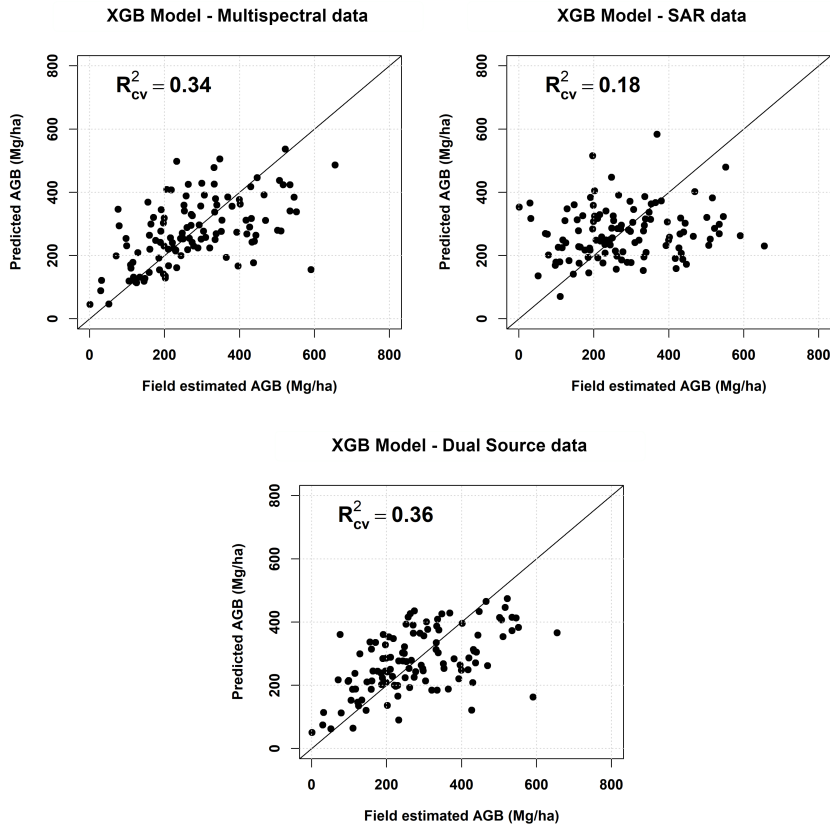 XGB Model - Multispectral data
R²cv = 0.34
Predicted AGB (Mg/ha)
800
600
400
200
0
0 200 400 600 800
Field estimated AGB (Mg/ha)
XGB Model - SAR data
R²cv = 0.18
Predicted AGB (Mg/ha)
800
600
400
200
0
0 200 400 600 800
Field estimated AGB (Mg/ha)
XGB Model - Dual Source data
R²cv = 0.36
Predicted AGB (Mg/ha)
800
600
400
200
0
0 200 400 600 800
Field estimated AGB (Mg/ha)